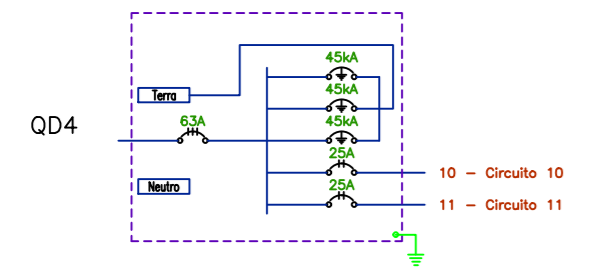 45kA
45kA
Terra
QD4
63A
45kA
25A
10 - Circuito 10
Neutro
25A
11 - Circuito 11